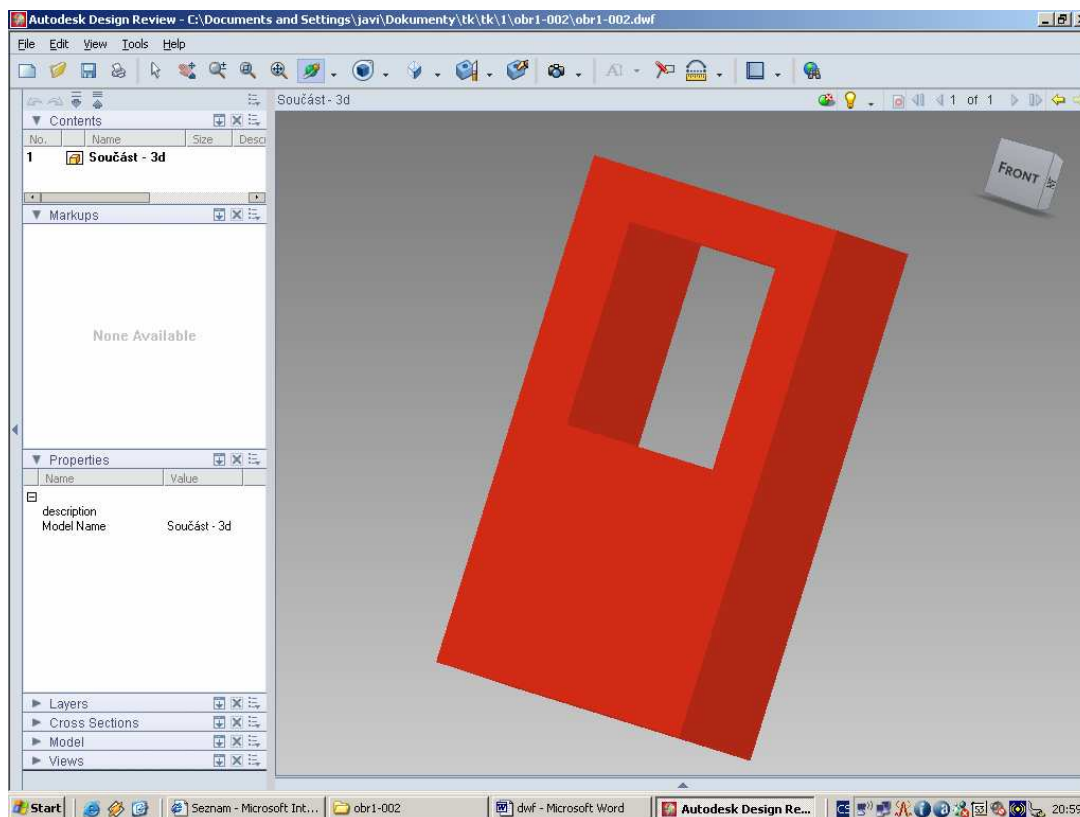 Autodesk Design Review - C:\Documents and Settings\javi\Dokumenty\tk\tk\1\obr1-002\obr1-002.dwf
File Edit View Tools Help
Součást - 3d
1 of 1
Contents
No. Name Size Descri
1 Součást - 3d
Markups
None Available
Properties
Name Value
description
Model Name Součást - 3d
Layers
Cross Sections
Model
Views
FRONT
Start
Seznam - Microsoft Int...
obr1-002
dwf - Microsoft Word
Autodesk Design Re...
20:59